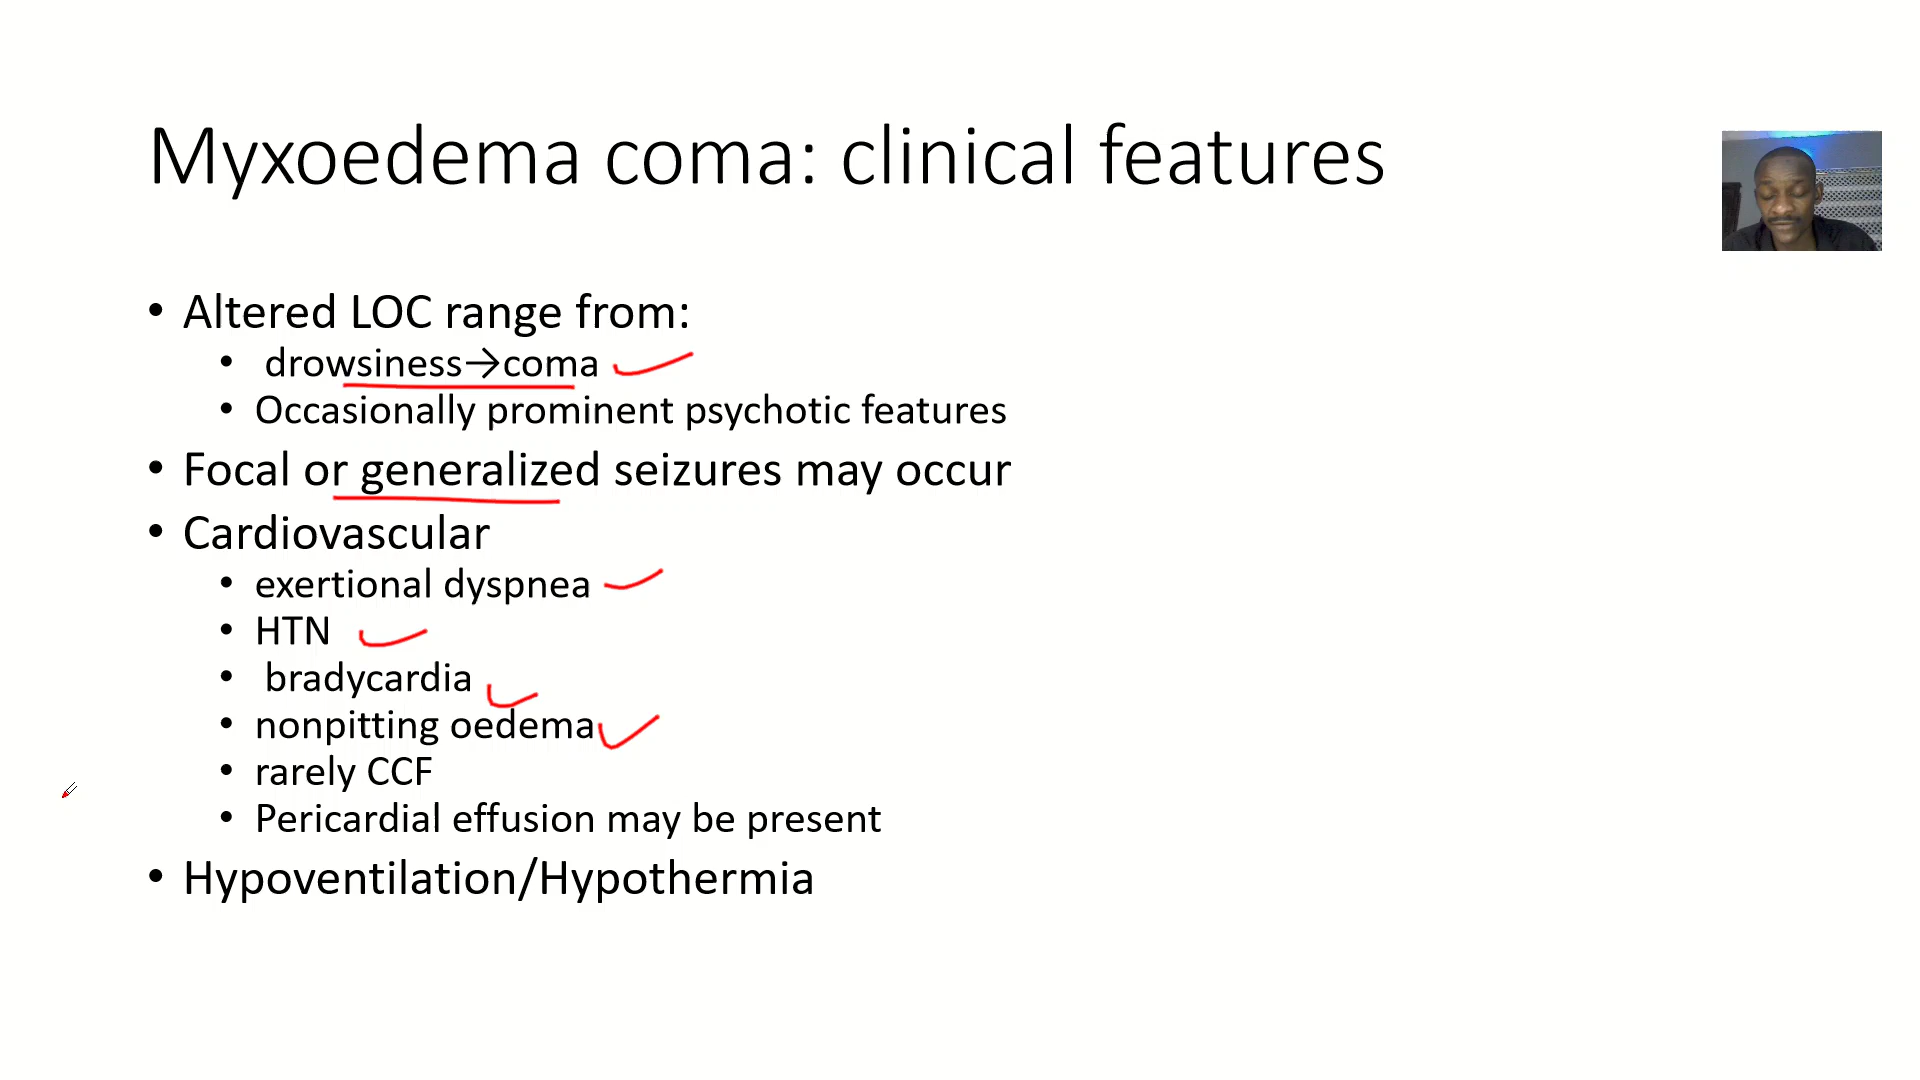 Myxoedema coma: clinical features
• Altered LOC range from:
• drowsiness→coma
• Occasionally prominent psychotic features
• Focal or generalized seizures may occur
• Cardiovascular
• exertional dyspnea
• HTN
• bradycardia
• nonpitting oedema
• rarely CCF
• Pericardial effusion may be present
• Hypoventilation/Hypothermia